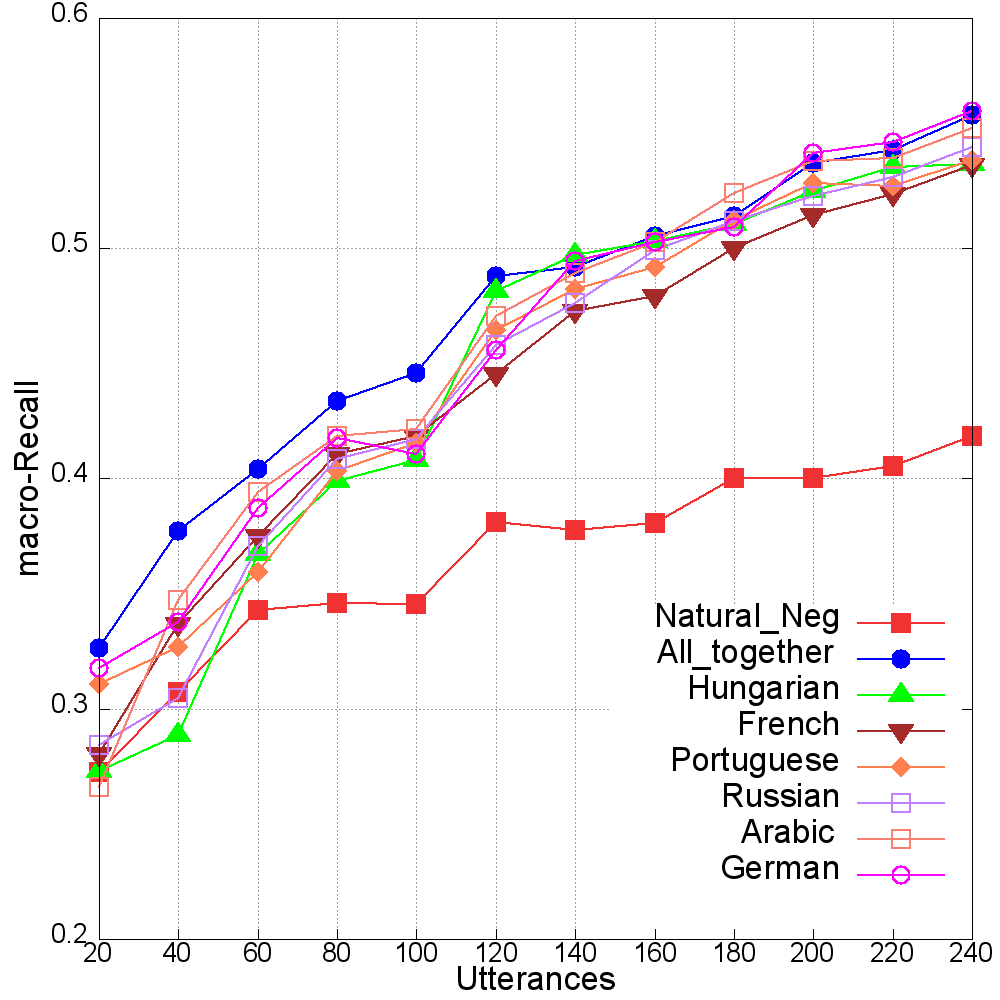 0.6
0.5
0.4
0.3
0.2
macro-Recall
Natural_Neg
All_together
Hungarian
French
Portuguese
Russian
Arabic
German
20 40 60 80 100 120 140 160 180 200 220 240
Utterances